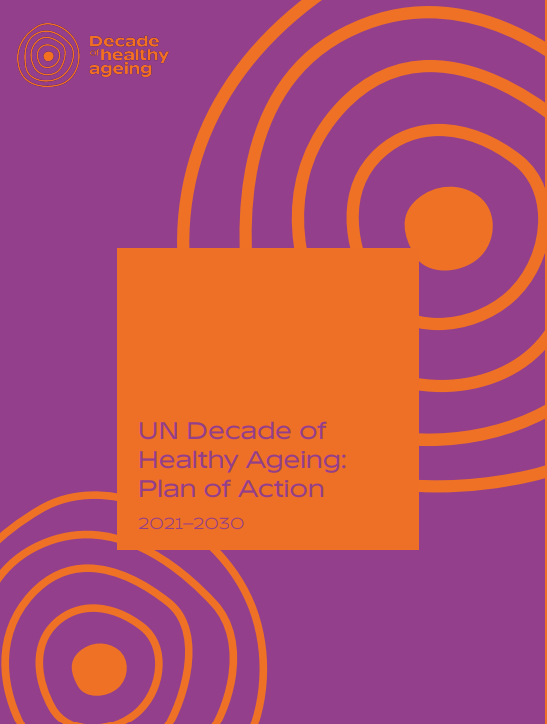 Decade
of healthy
ageing
UN Decade of
Healthy Ageing:
Plan of Action
2021–2030